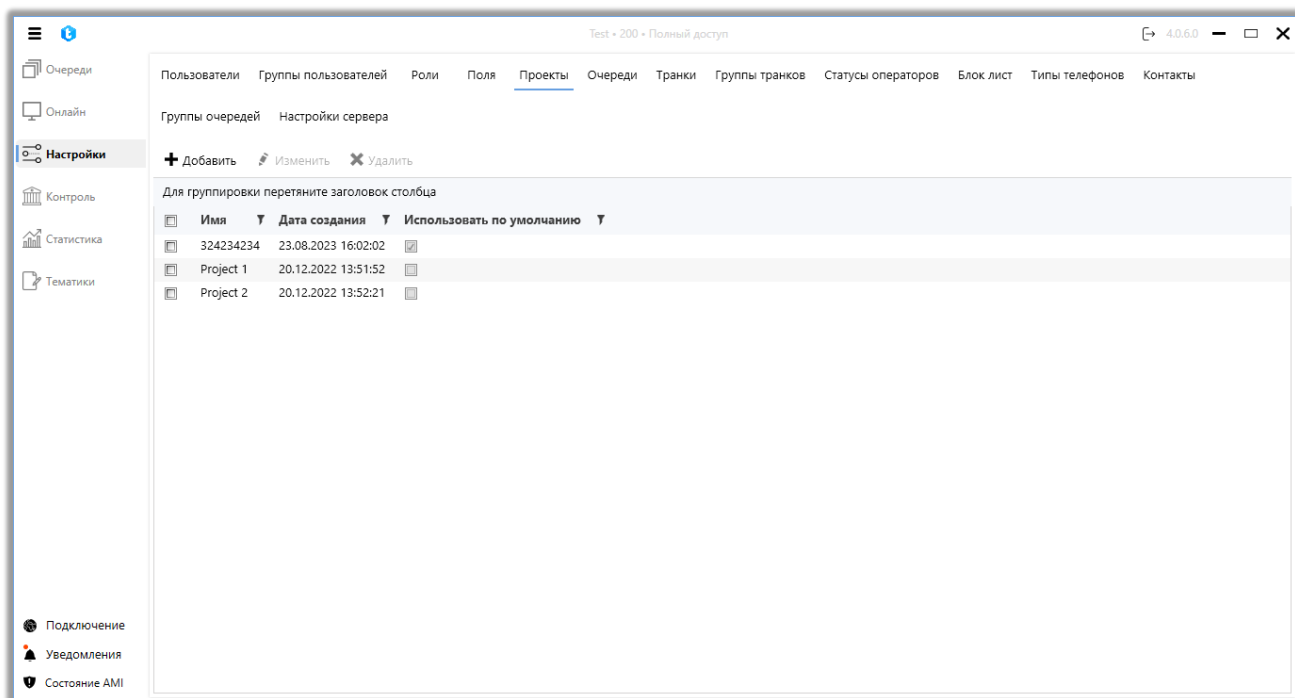 Test • 200 • Полный доступ
4.0.6.0
Очереди
Онлайн
Настройки
Контроль
Статистика
Тематики
Пользователи Группы пользователей Роли Поля Проекты Очереди Транки Группы транков Статусы операторов Блок лист Типы телефонов Контакты
Группы очередей Настройки сервера
Добавить Изменить Удалить
Для группировки перетяните заголовок столбца
Имя Дата создания Использовать по умолчанию
324234234 23.08.2023 16:02:02
Project 1 20.12.2022 13:51:52
Project 2 20.12.2022 13:52:21
Подключение
Уведомления
Состояние AMI